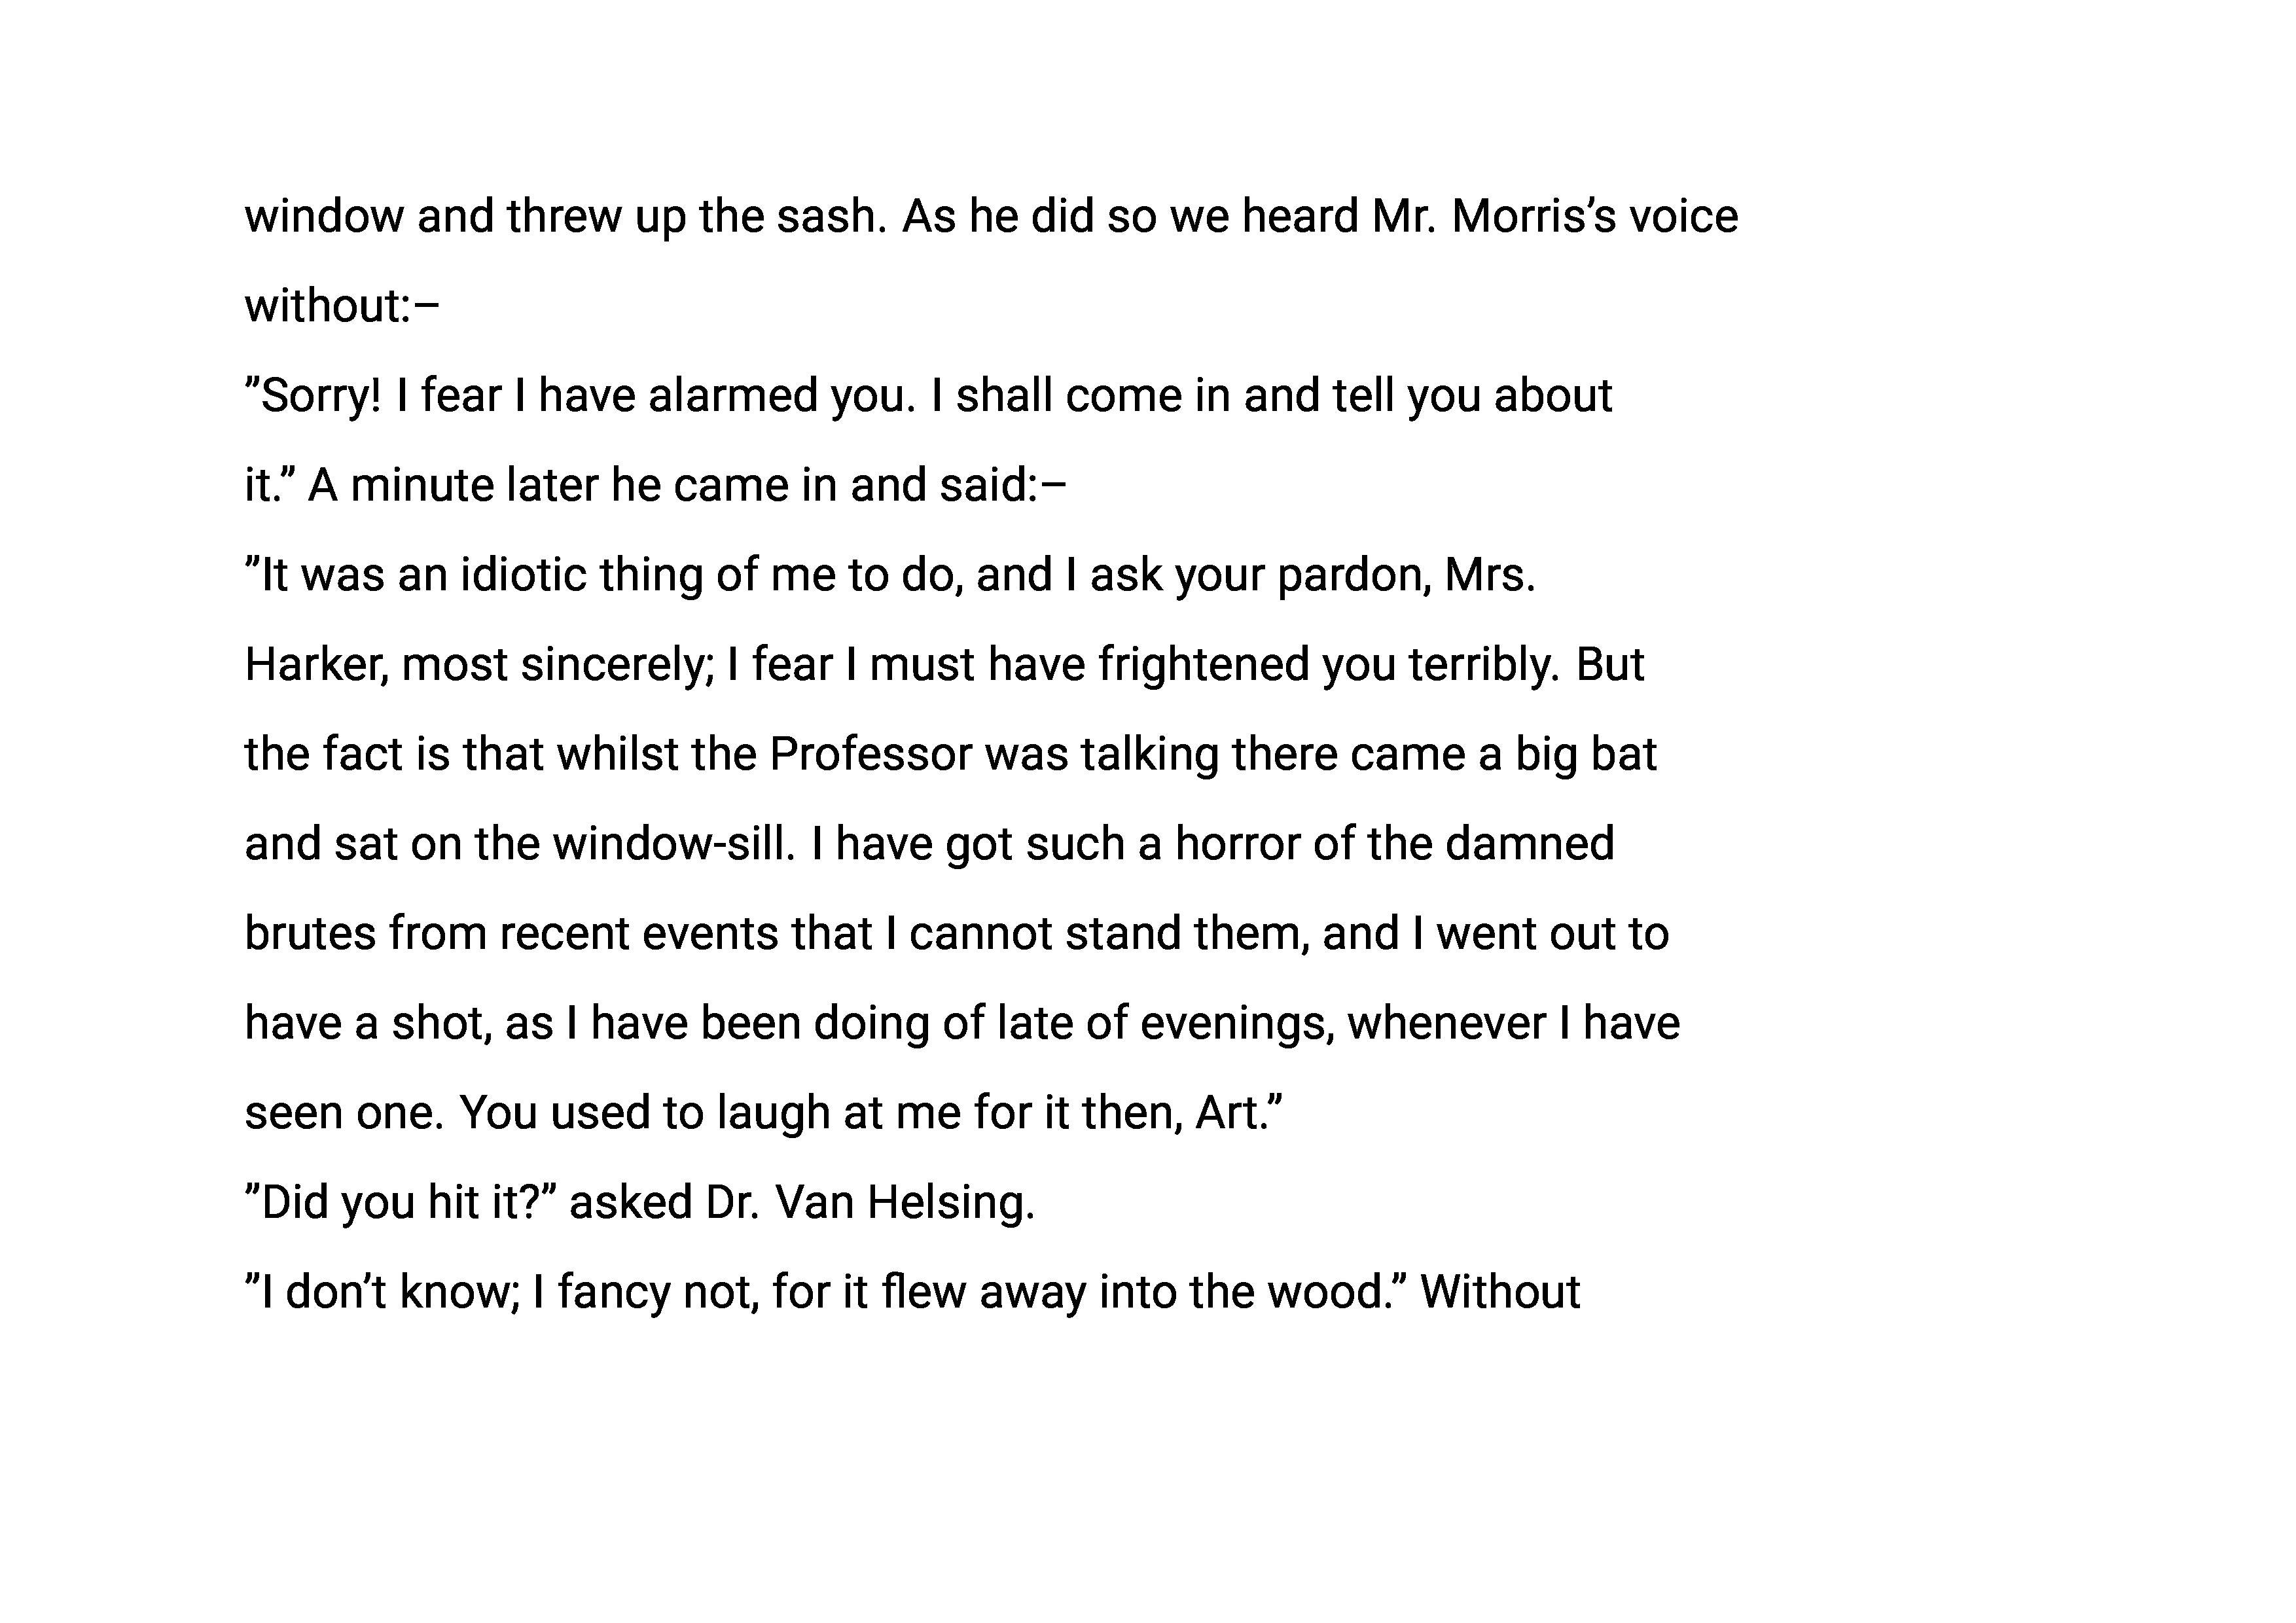 window and threw up the sash. As he did so we heard Mr. Morris’s voice
without:–
”Sorry! I fear I have alarmed you. I shall come in and tell you about
it.” A minute later he came in and said:–
”It was an idiotic thing of me to do, and I ask your pardon, Mrs.
Harker, most sincerely; I fear I must have frightened you terribly. But
the fact is that whilst the Professor was talking there came a big bat
and sat on the window-sill. I have got such a horror of the damned
brutes from recent events that I cannot stand them, and I went out to
have a shot, as I have been doing of late of evenings, whenever I have
seen one. You used to laugh at me for it then, Art.”
”Did you hit it?” asked Dr. Van Helsing.
”I don’t know; I fancy not, for it flew away into the wood.” Without